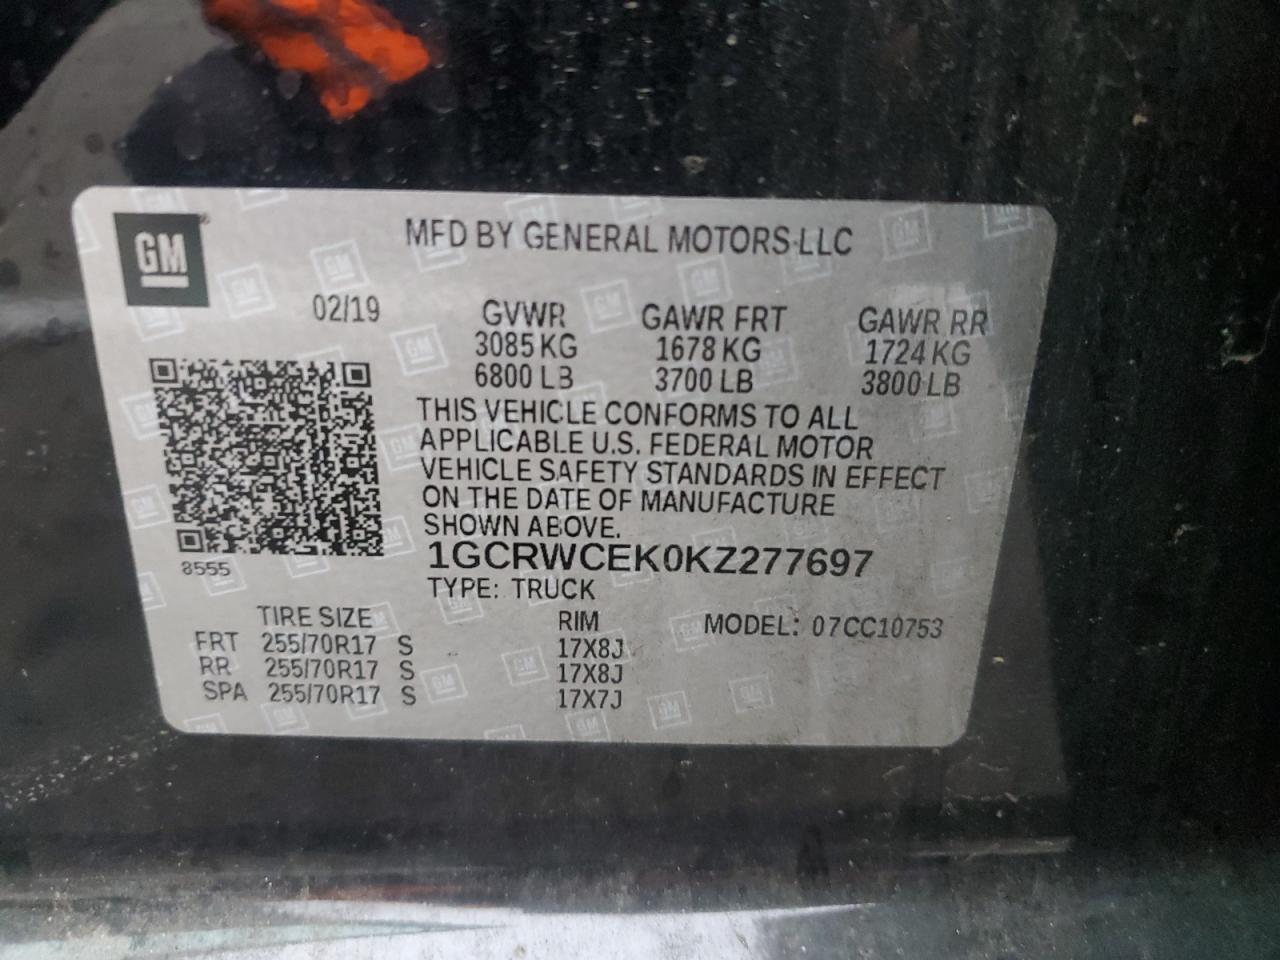 GM
MFD BY GENERAL MOTORS LLC
02/19
GVWR GAWR FRT GAWR RR
3085 KG 1678 KG 1724 KG
6800 LB 3700 LB 3800 LB
THIS VEHICLE CONFORMS TO ALL
APPLICABLE U.S. FEDERAL MOTOR
VEHICLE SAFETY STANDARDS IN EFFECT
ON THE DATE OF MANUFACTURE
SHOWN ABOVE.
8555
1GCRWCEK0KZ277697
TYPE: TRUCK
TIRE SIZE RIM MODEL: 07CC10753
FRT 255/70R17 S 17X8J
RR 255/70R17 S 17X8J
SPA 255/70R17 S 17X7J